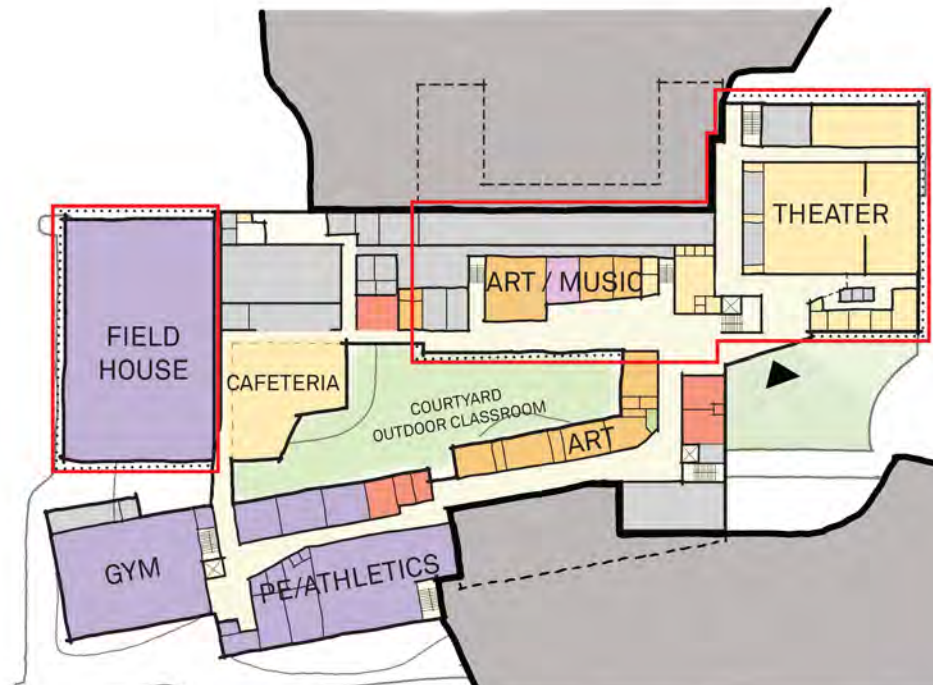 THEATER
ART / MUSIC
FIELD
HOUSE
CAFETERIA
COURTYARD
OUTDOOR CLASSROOM
ART
GYM
PE/ATHLETICS